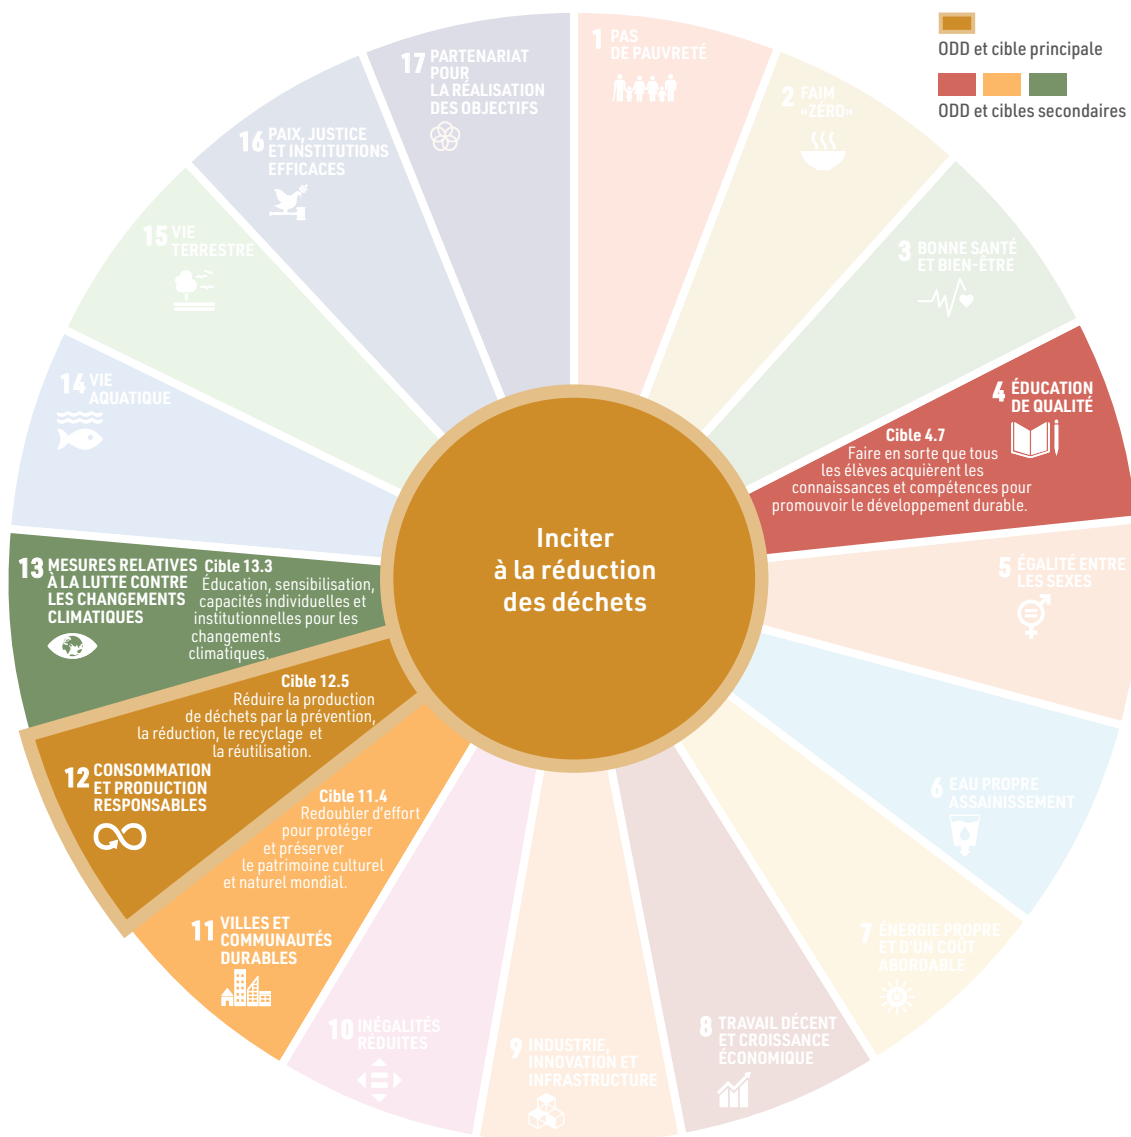 ODD et cible principale
ODD et cibles secondaires
1 PAS
DE PAUVRETÉ
2 FAIM
«ZÉRO»
3 BONNE SANTÉ
ET BIEN-ÊTRE
4 ÉDUCATION
DE QUALITÉ
Cible 4.7
Faire en sorte que tous
les élèves acquièrent les
connaissances et compétences pour
promouvoir le développement durable.
5 ÉGALITÉ ENTRE
LES SEXES
6 EAU PROPRE
ASSAINISSEMENT
7 ÉNERGIE PROPRE
ET D'UN COÛT
ABORDABLE
8 TRAVAIL DÉCENT
ET CROISSANCE
ÉCONOMIQUE
9 INDUSTRIE,
INNOVATION ET
INFRASTRUCTURE
10 INÉGALITÉS
RÉDUITES
11 VILLES ET
COMMUNAUTÉS
DURABLES
Cible 11.4
Redoubler d'effort
pour protéger
et préserver
le patrimoine culturel
et naturel mondial.
12 CONSOMMATION
ET PRODUCTION
RESPONSABLES
Cible 12.5
Réduire la production
de déchets par la prévention,
la réduction, le recyclage et
la réutilisation.
13 MESURES RELATIVES
À LA LUTTE CONTRE
LES CHANGEMENTS
CLIMATIQUES
Cible 13.3
Éducation, sensibilisation,
capacités individuelles et
institutionnelles pour les
changements
climatiques.
14 VIE
AQUATIQUE
15 VIE
TERRESTRE
16 PAIX, JUSTICE
ET INSTITUTIONS
EFFICACES
17 PARTENARIAT
POUR
LA RÉALISATION
DES OBJECTIFS
Inciter
à la réduction
des déchets